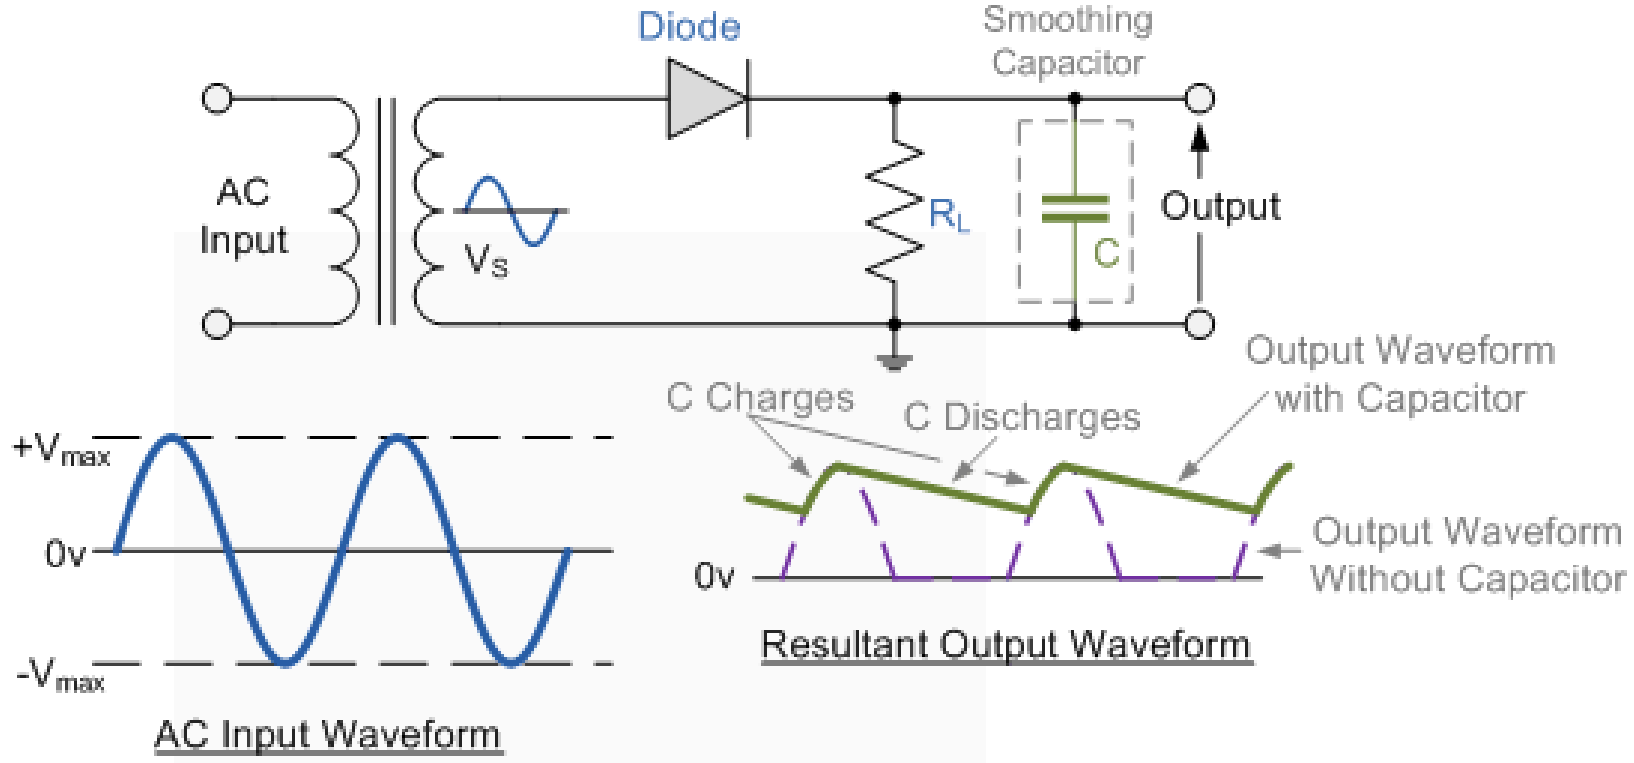 Diode
Smoothing
Capacitor
AC
Input
VS
RL
C
Output
Output Waveform
with Capacitor
C Charges
C Discharges
+Vmax
0v
-Vmax
0v
Output Waveform
Without Capacitor
Resultant Output Waveform
AC Input Waveform